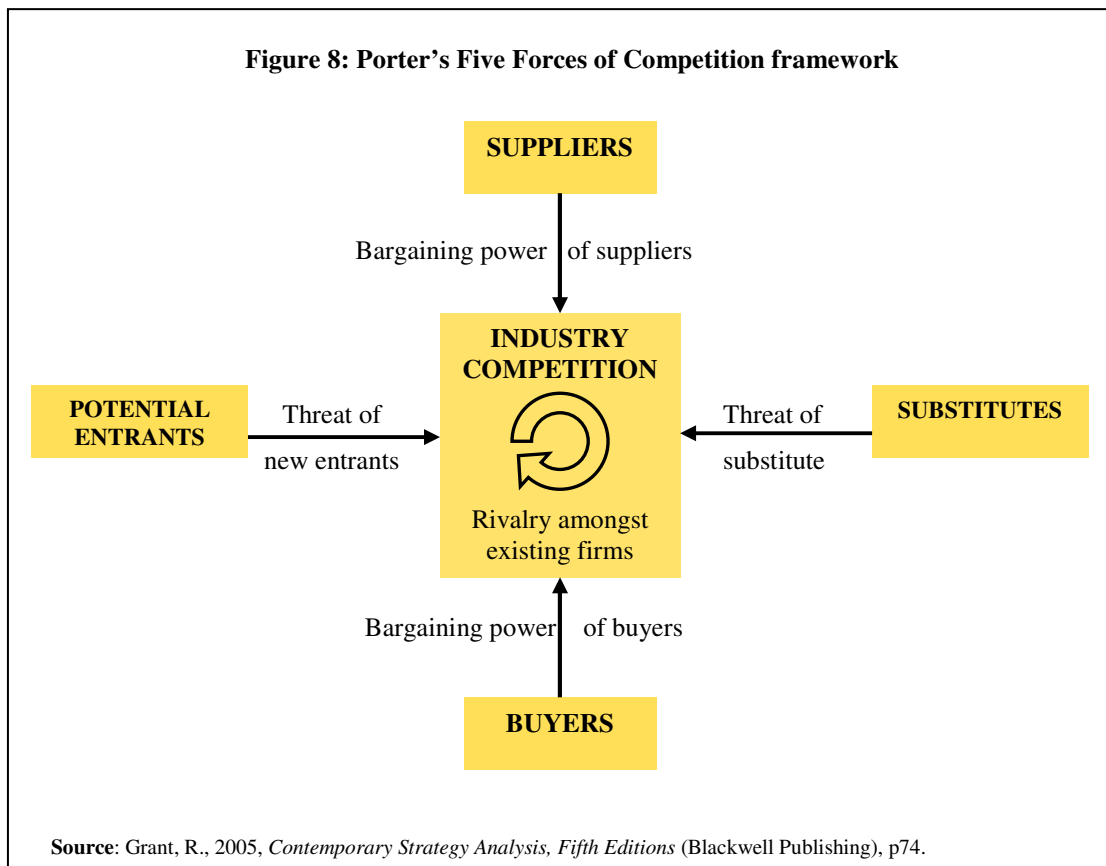 Figure 8: Porter's Five Forces of Competition framework
SUPPLIERS
Bargaining power of suppliers
INDUSTRY
COMPETITION
POTENTIAL
ENTRANTS
Threat of
new entrants
Threat of
substitute
SUBSTITUTES
Rivalry amongst
existing firms
Bargaining power of buyers
BUYERS
Source: Grant, R., 2005, Contemporary Strategy Analysis, Fifth Editions (Blackwell Publishing), p74.